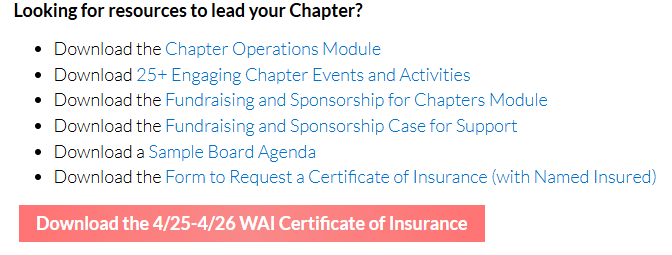 Looking for resources to lead your Chapter?
• Download the Chapter Operations Module
• Download 25+ Engaging Chapter Events and Activities
• Download the Fundraising and Sponsorship for Chapters Module
• Download the Fundraising and Sponsorship Case for Support
• Download a Sample Board Agenda
• Download the Form to Request a Certificate of Insurance (with Named Insured)
Download the 4/25-4/26 WAI Certificate of Insurance